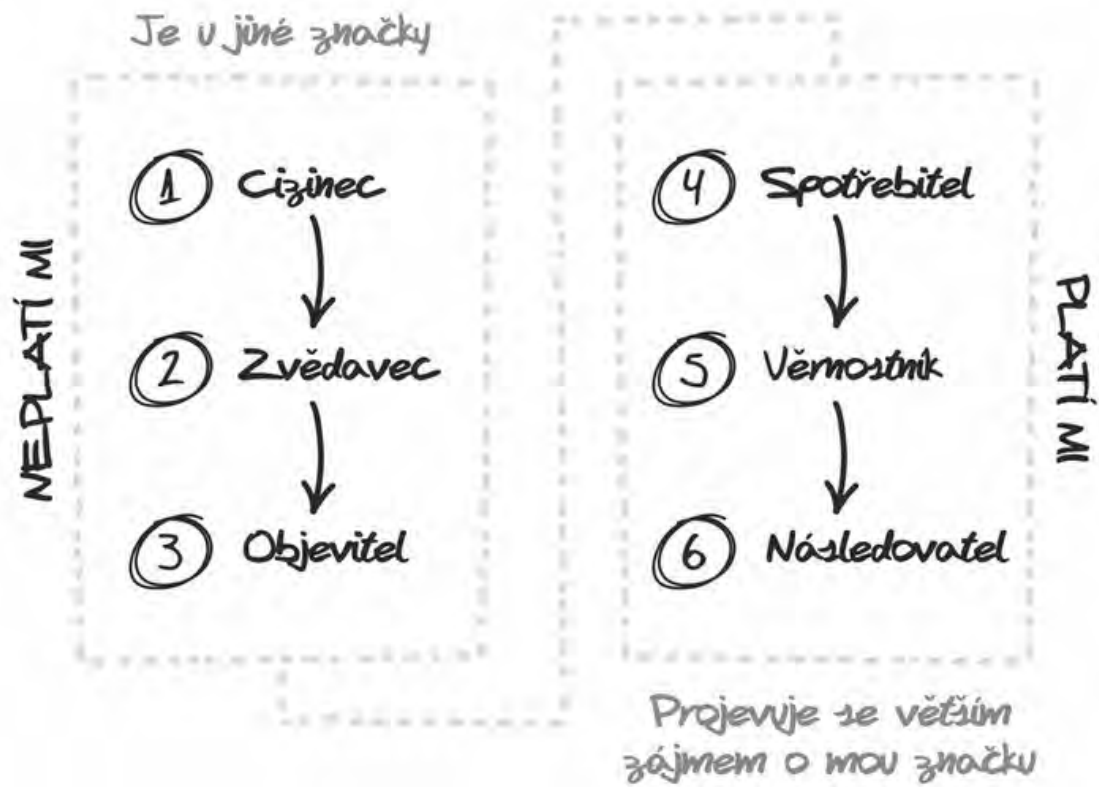 Je u jiné značky
NEPLATÍ MI
1 Cizinec
2 Zvědavec
3 Objevitel
4 Spotřebitel
5 Věrnostník
6 Následovatel
PLATÍ MI
Projevuje se větším
zájmem o mou značku